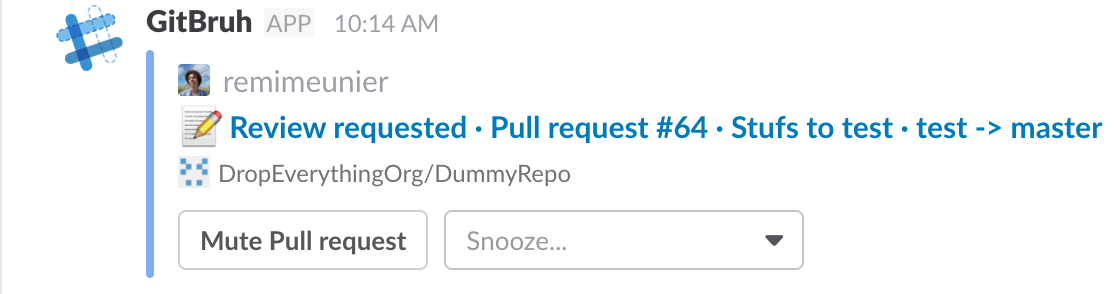 GitBruh APP 10:14 AM
remimeunier
Review requested · Pull request #64 · Stufs to test · test -> master
DropEverythingOrg/DummyRepo
Mute Pull request Snooze...